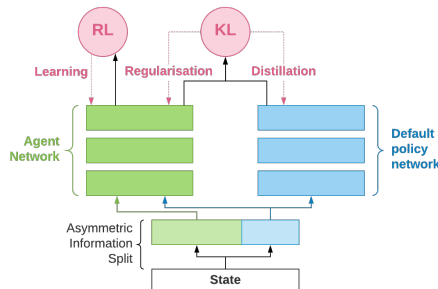 RL
KL
Learning
Regularisation
Distillation
Agent
Network
Default
policy
network
Asymmetric
Information
Split
State